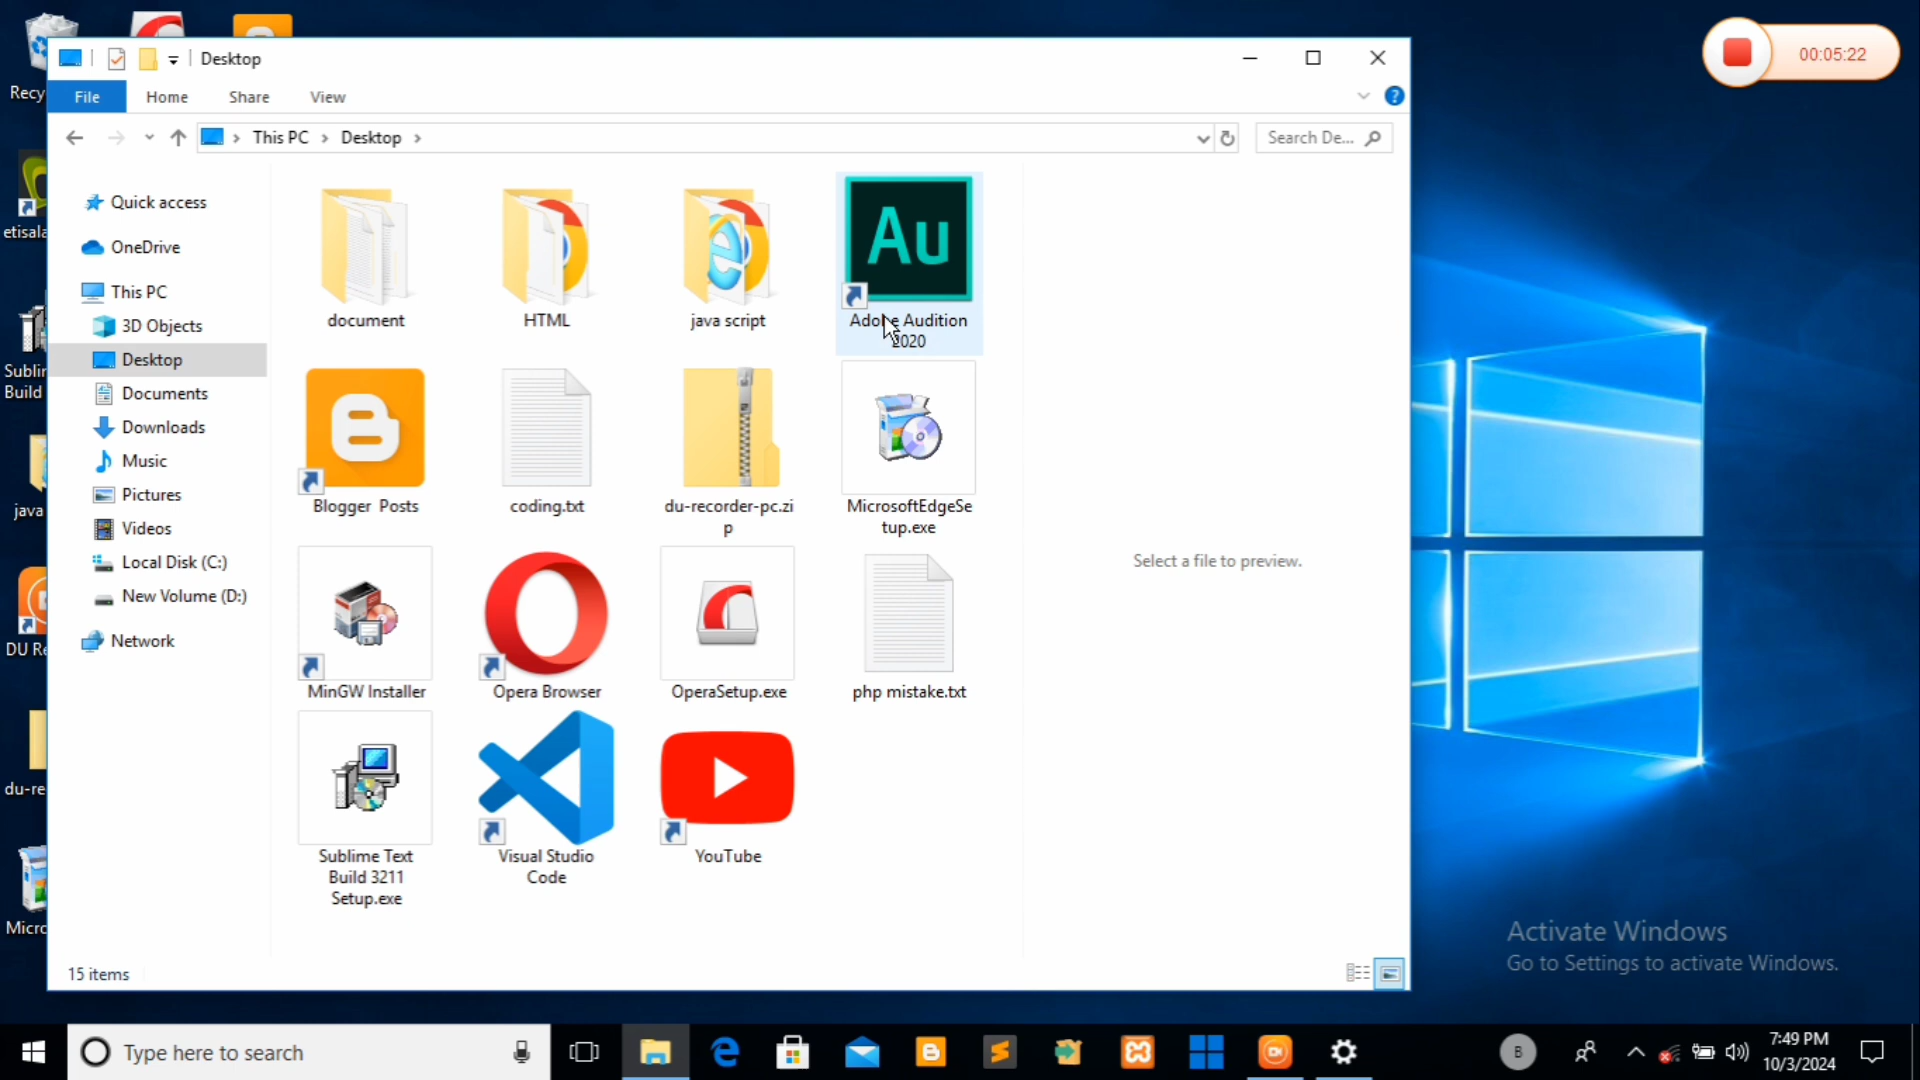 Recy
etisala
Sublin
Build
java
DU Re
du-re
Micro
Desktop
File
Home
Share
View
This PC
Desktop
Search De...
Quick access
OneDrive
This PC
3D Objects
Desktop
Documents
Downloads
Music
Pictures
Videos
Local Disk (C:)
New Volume (D:)
Network
Au
document
HTML
java script
Adobe Audition
2020
Blogger Posts
coding.txt
du-recorder-pc.zi
p
MicrosoftEdgeSe
tup.exe
MinGW Installer
Opera Browser
OperaSetup.exe
php mistake.txt
Sublime Text
Build 3211
Setup.exe
Visual Studio
Code
YouTube
Select a file to preview.
15 items
00:05:22
Activate Windows
Go to Settings to activate Windows.
Type here to search
B
7:49 PM
10/3/2024